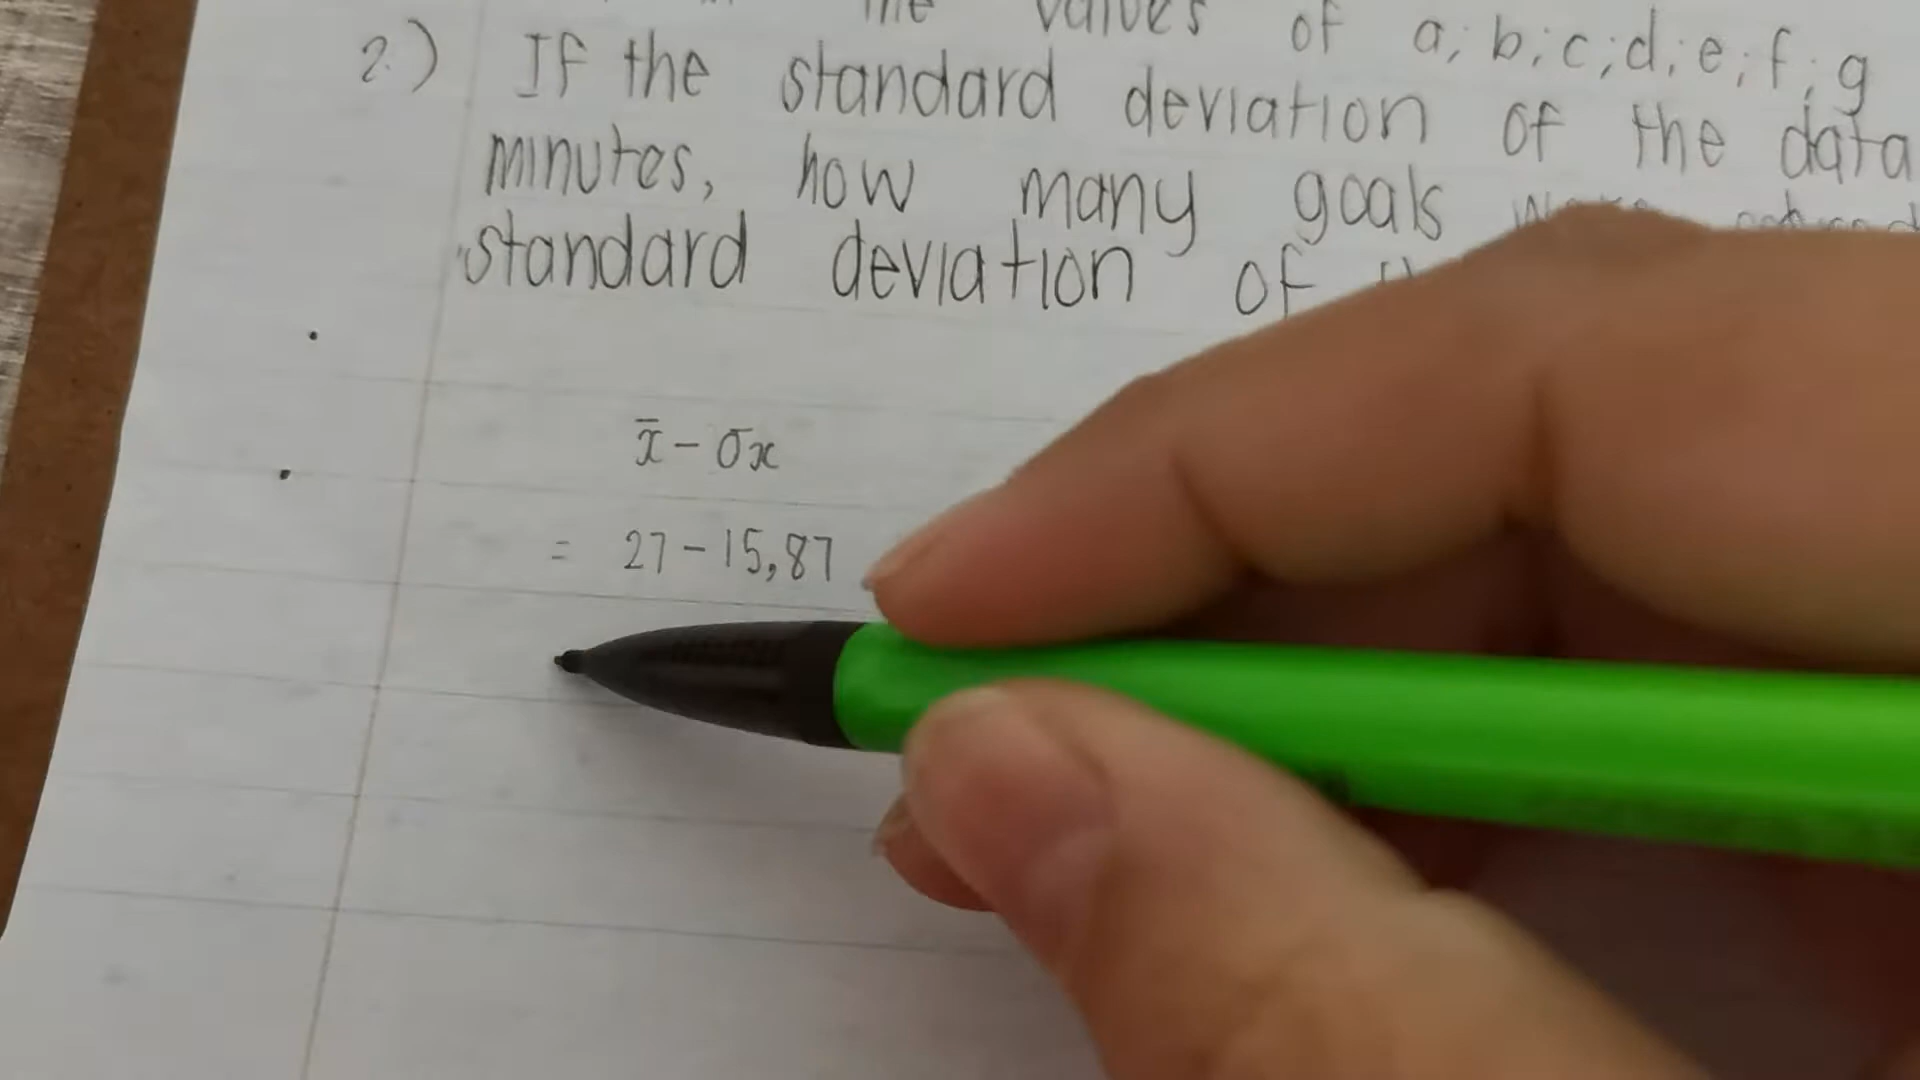 the values of a; b; c; d; e; f; g
2.) If the standard deviation of the data
minutes, how many goals
standard deviation of
x̄ - σx
= 27 - 15,87